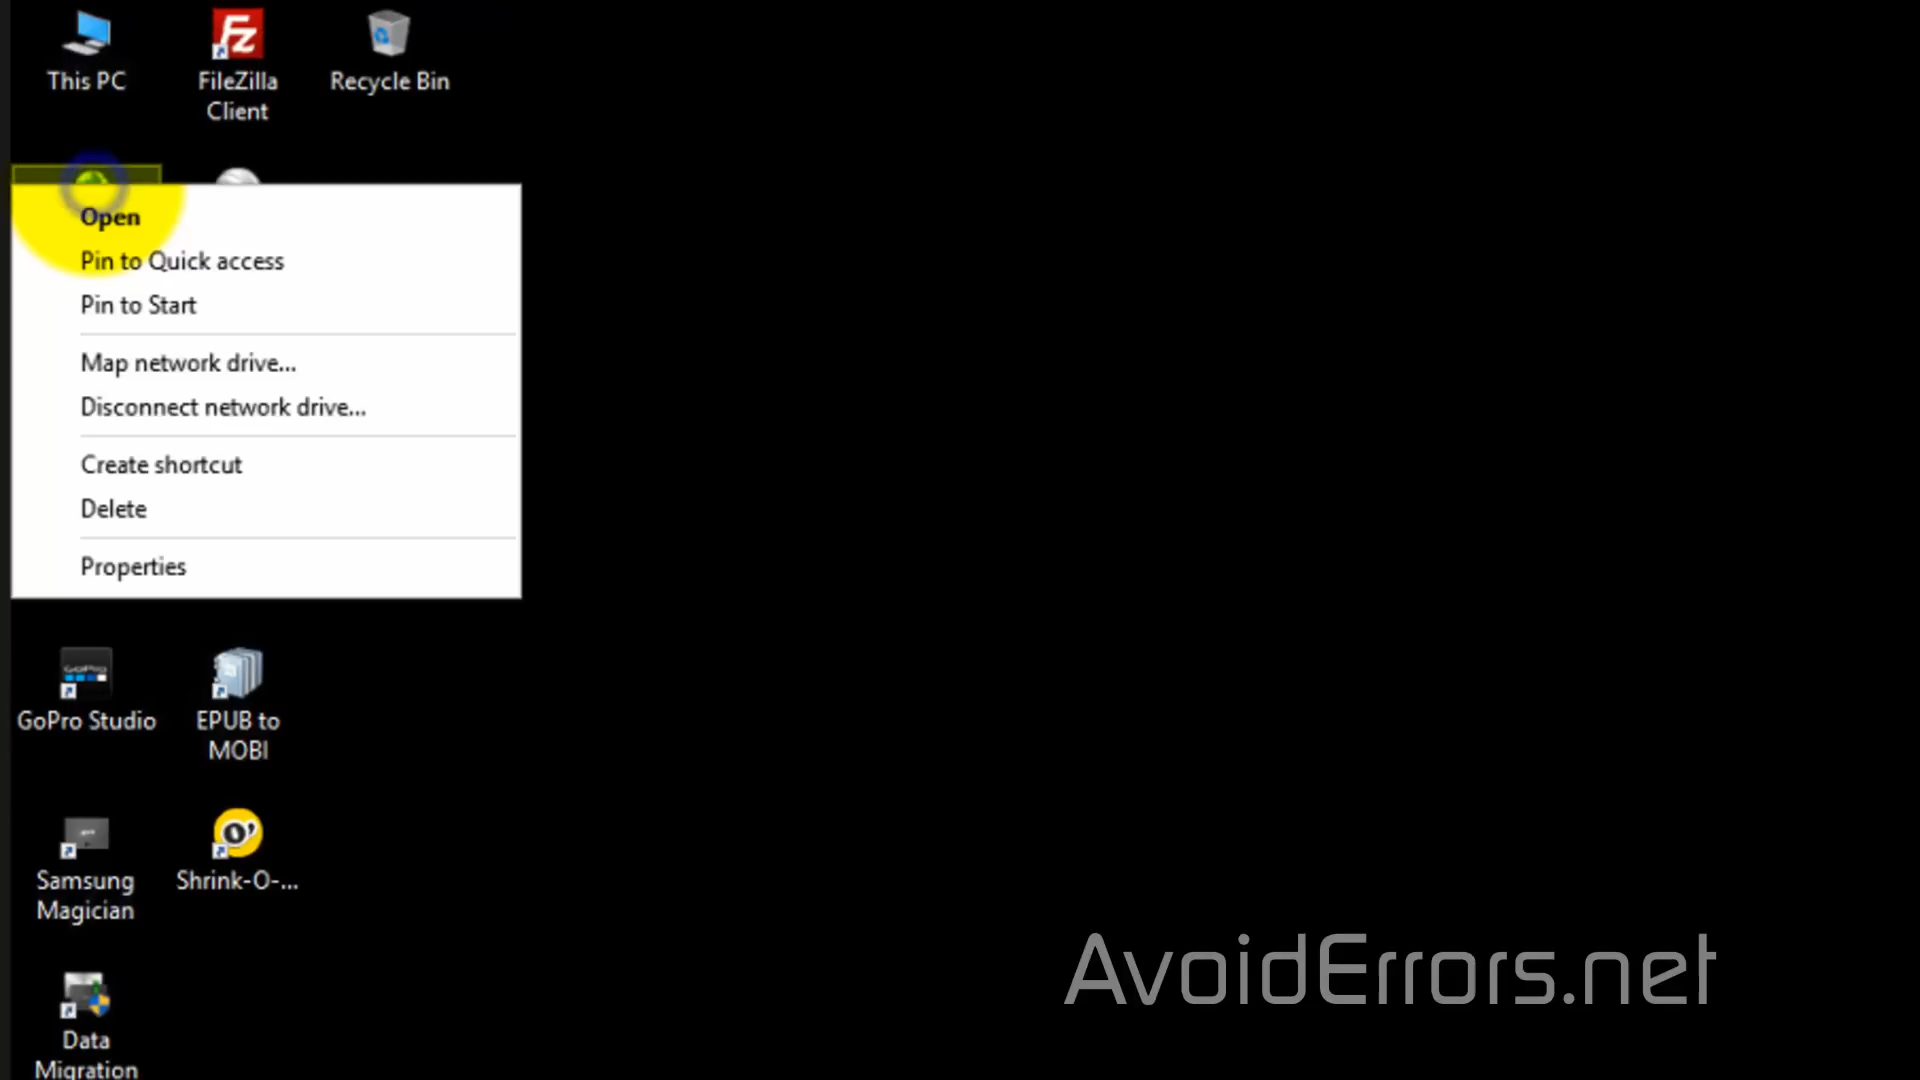 This PC
FileZilla
Client
Recycle Bin
Open
Pin to Quick access
Pin to Start
Map network drive...
Disconnect network drive...
Create shortcut
Delete
Properties
GoPro
GoPro Studio
EPUB to
MOBI
Samsung
Magician
Shrink-O-...
Data
Migration
AvoidErrors.net